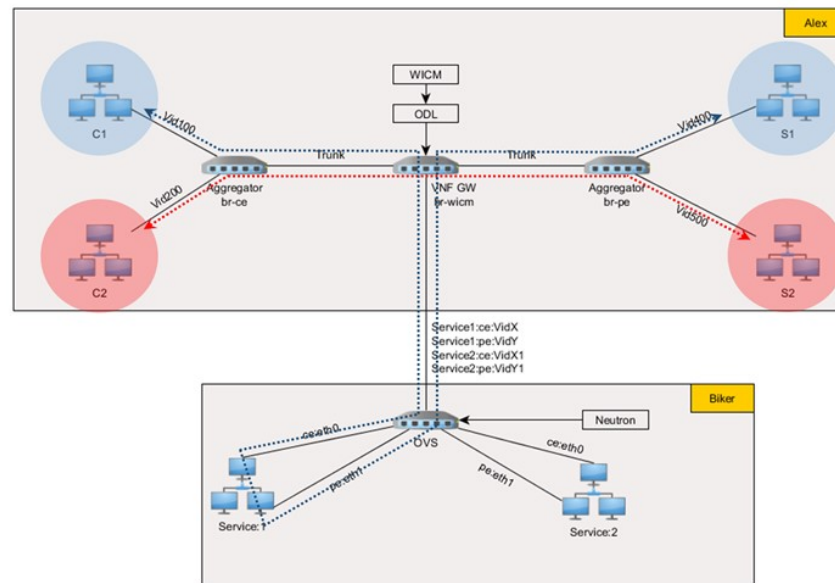 Alex
WICM
ODL
C1
Vid100
Trunk
Trunk
Vid400
S1
Aggregator
br-ce
VNF GW
br-wicm
Aggregator
br-pe
Vid200
Vid500
C2
S2
Service1:ce:VidX
Service1:pe:VidY
Service2:ce:VidX1
Service2:pe:VidY1
Biker
Neutron
OVS
ce:eth0
pe:eth1
ce:eth0
pe:eth1
Service:1
Service:2